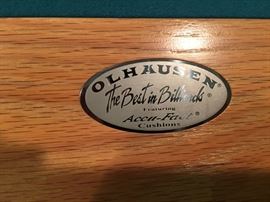 OLHAUSEN®
The Best in Billiards®
Featuring
Accu-Fast®
Cushions